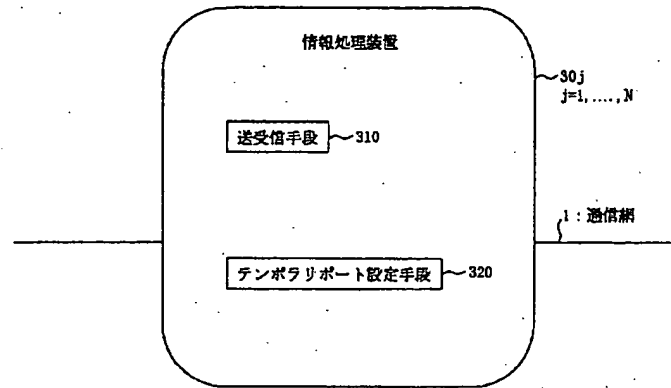 情報処理装置
30j
j=1,....,N
送受信手段 310
1:通信網
テンポラリポート設定手段 320